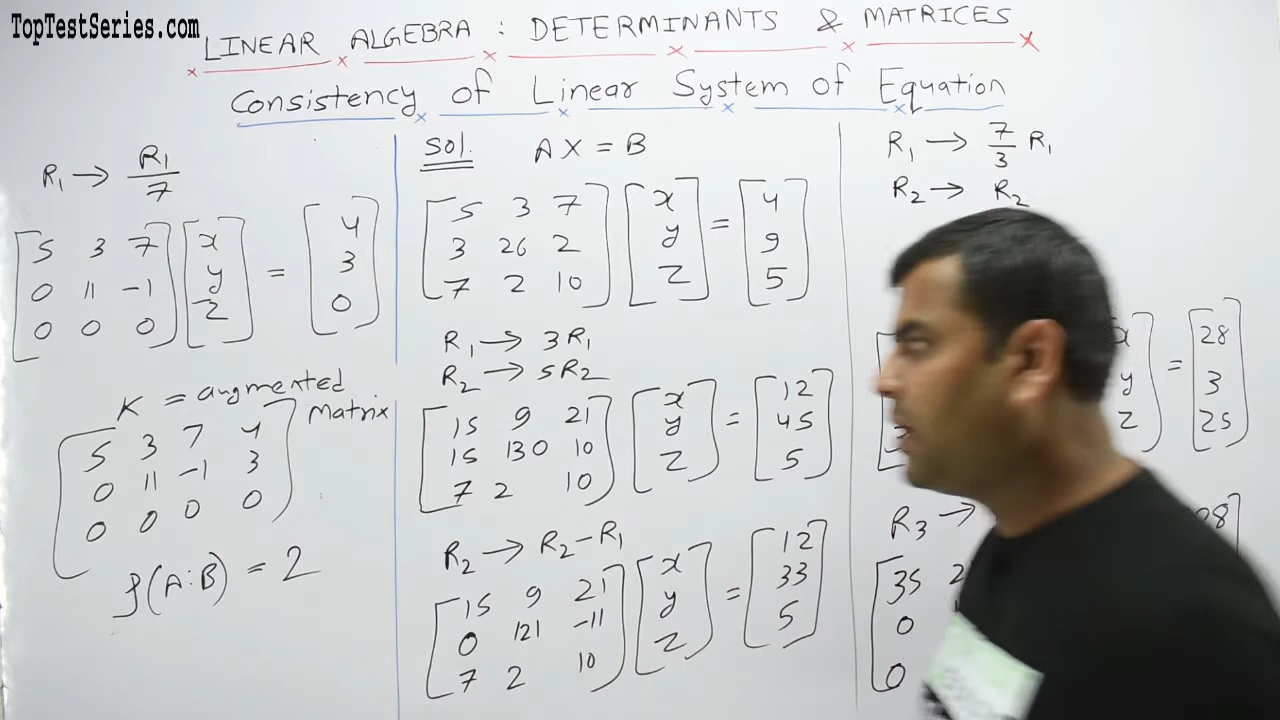 TopTestSeries.com
LINEAR ALGEBRA : DETERMINANTS & MATRICES
Consistency of Linear System of Equation
R1 → R1/7
[5 3 7] [x] = [4]
[0 11 -1] [y] [3]
[0 0 0] [z] [0]
K = augmented
Matrix
[5 3 7 4]
[0 11 -1 3]
[0 0 0 0]
ρ(A:B) = 2
Sol. AX = B
[5 3 7] [x] = [4]
[3 26 2] [y] [9]
[7 2 10] [z] [5]
R1 → 3R1
R2 → 5R2
[15 9 21] [x] = [12]
[15 130 10] [y] [45]
[7 2 10] [z] [5]
R2 → R2-R1
[15 9 21] [x] = [12]
[0 121 -11] [y] [33]
[7 2 10] [z] [5]
R1 → 7/3 R1
R2 → R2
x = [28]
y [3]
z [25]
R3 →
[35
[0
[0